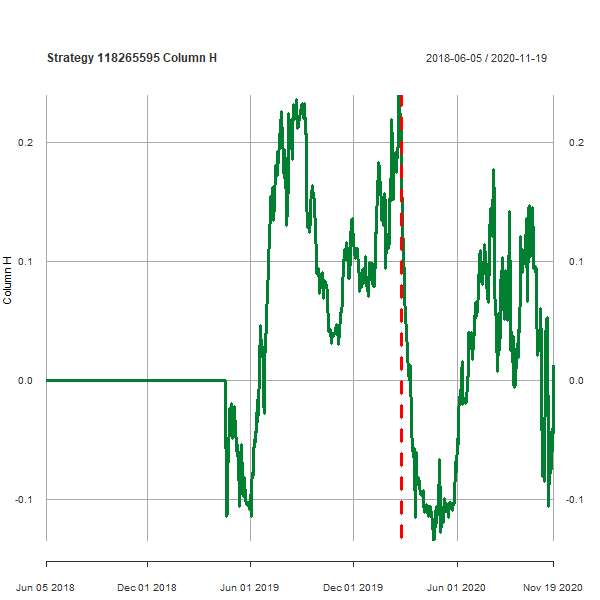 Strategy 118265595 Column H
2018-06-05 / 2020-11-19
Column H
0.2
0.2
0.1
0.1
0.0
0.0
-0.1
-0.1
Jun 05 2018
Dec 01 2018
Jun 01 2019
Dec 01 2019
Jun 01 2020
Nov 19 2020